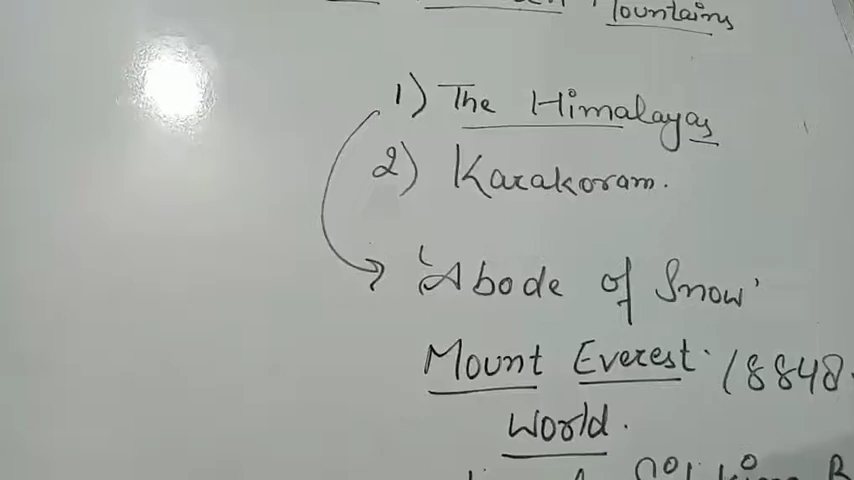 Mountains
1) The Himalayas
2) Karakoram.
'Abode of Snow'
Mount Everest. (8848
World.